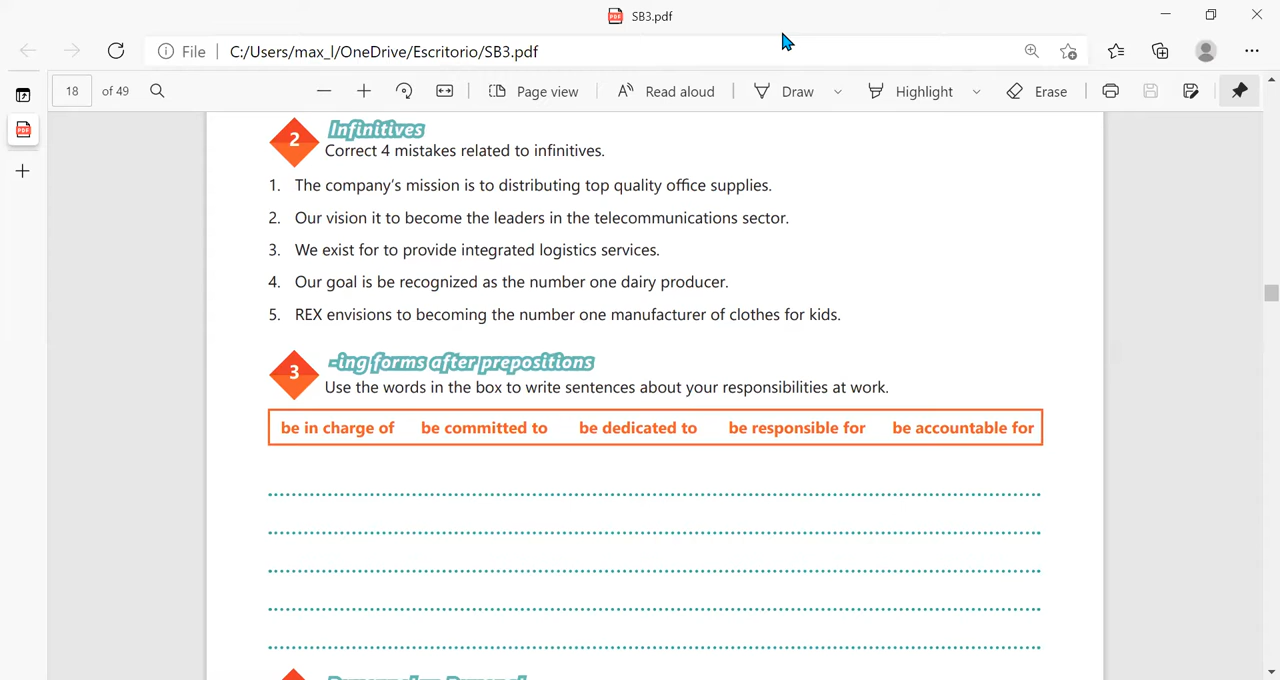 SB3.pdf
File C:/Users/max_l/OneDrive/Escritorio/SB3.pdf
18 of 49 Page view Read aloud Draw Highlight Erase
2 Infinitives
Correct 4 mistakes related to infinitives.
1. The company's mission is to distributing top quality office supplies.
2. Our vision it to become the leaders in the telecommunications sector.
3. We exist for to provide integrated logistics services.
4. Our goal is be recognized as the number one dairy producer.
5. REX envisions to becoming the number one manufacturer of clothes for kids.
3 -ing forms after prepositions
Use the words in the box to write sentences about your responsibilities at work.
be in charge of be committed to be dedicated to be responsible for be accountable for